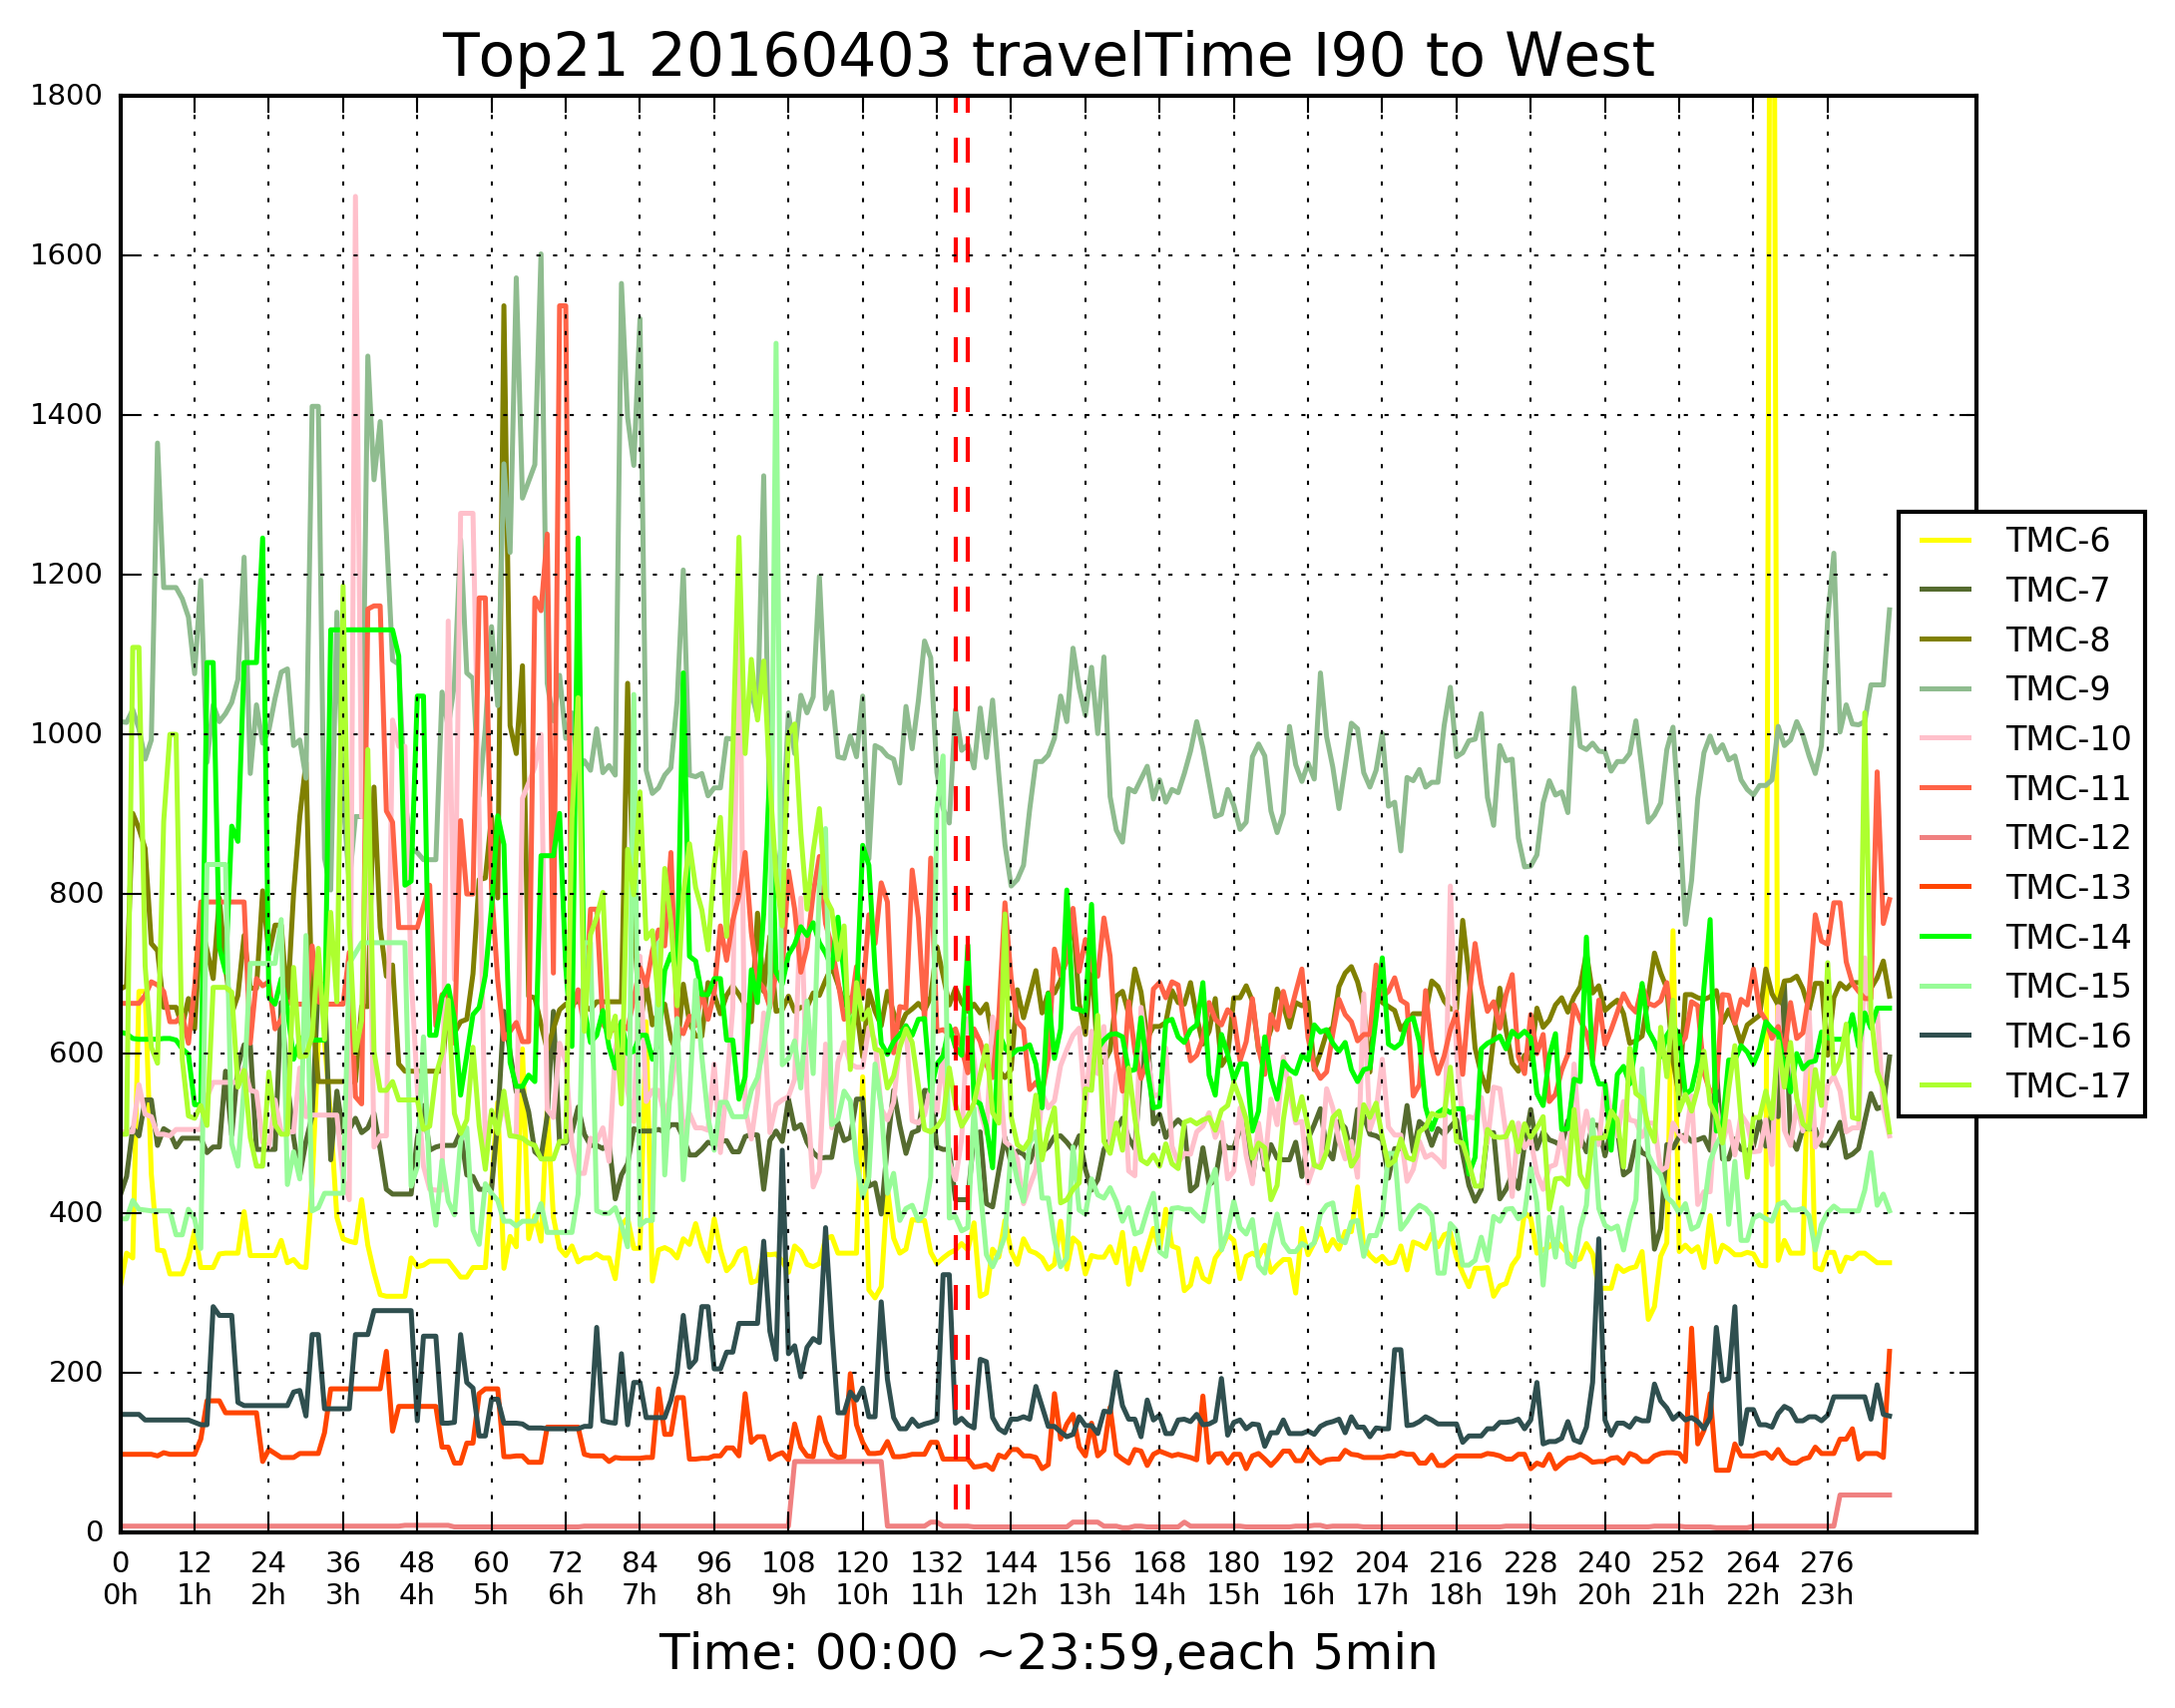 Top21 20160403 travelTime I90 to West
1800
1600
1400
1200
1000
800
600
400
200
0
TMC-6
TMC-7
TMC-8
TMC-9
TMC-10
TMC-11
TMC-12
TMC-13
TMC-14
TMC-15
TMC-16
TMC-17
0 12 24 36 48 60 72 84 96 108 120 132 144 156 168 180 192 204 216 228 240 252 264 276
0h 1h 2h 3h 4h 5h 6h 7h 8h 9h 10h 11h 12h 13h 14h 15h 16h 17h 18h 19h 20h 21h 22h 23h
Time: 00:00 ~23:59,each 5min